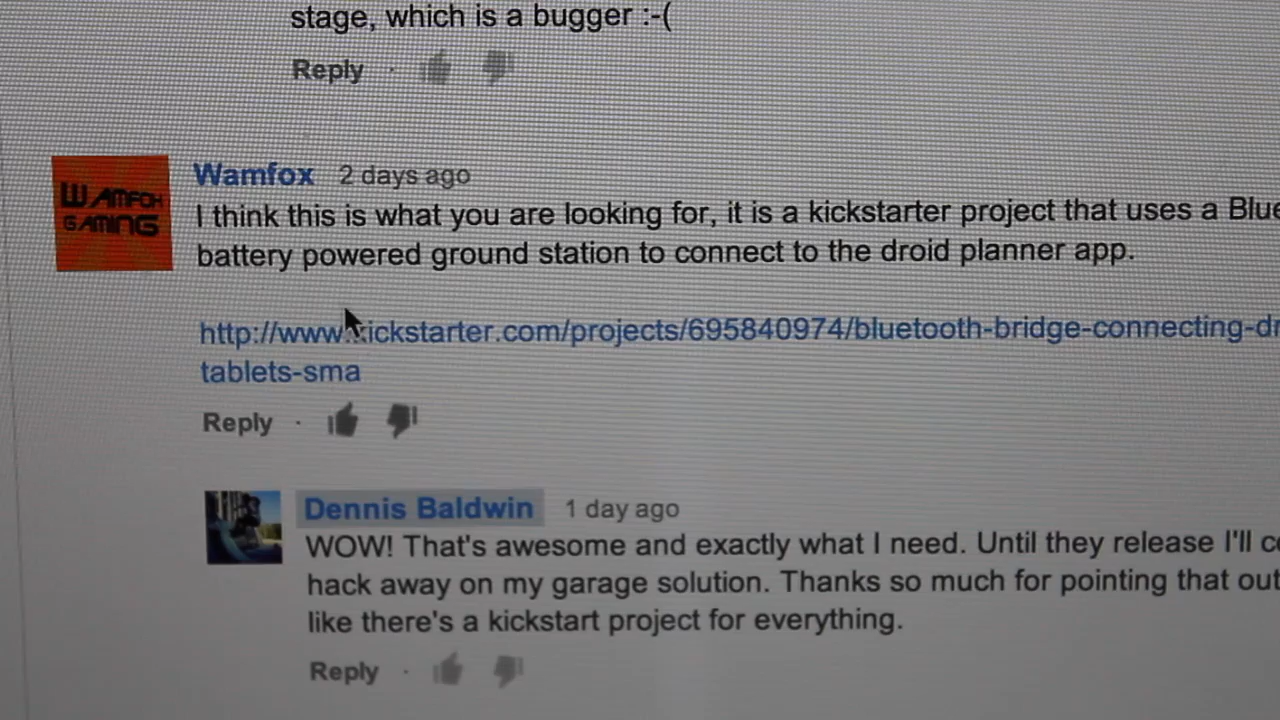 stage, which is a bugger :-(
Reply ·
WAMFOX
GAMING
Wamfox 2 days ago
I think this is what you are looking for, it is a kickstarter project that uses a
battery powered ground station to connect to the droid planner app.
http://www.kickstarter.com/projects/695840974/bluetooth-bridge-connecting-
tablets-sma
Reply ·
Dennis Baldwin 1 day ago
WOW! That's awesome and exactly what I need. Until they release I'll
hack away on my garage solution. Thanks so much for pointing that out
like there's a kickstart project for everything.
Reply ·